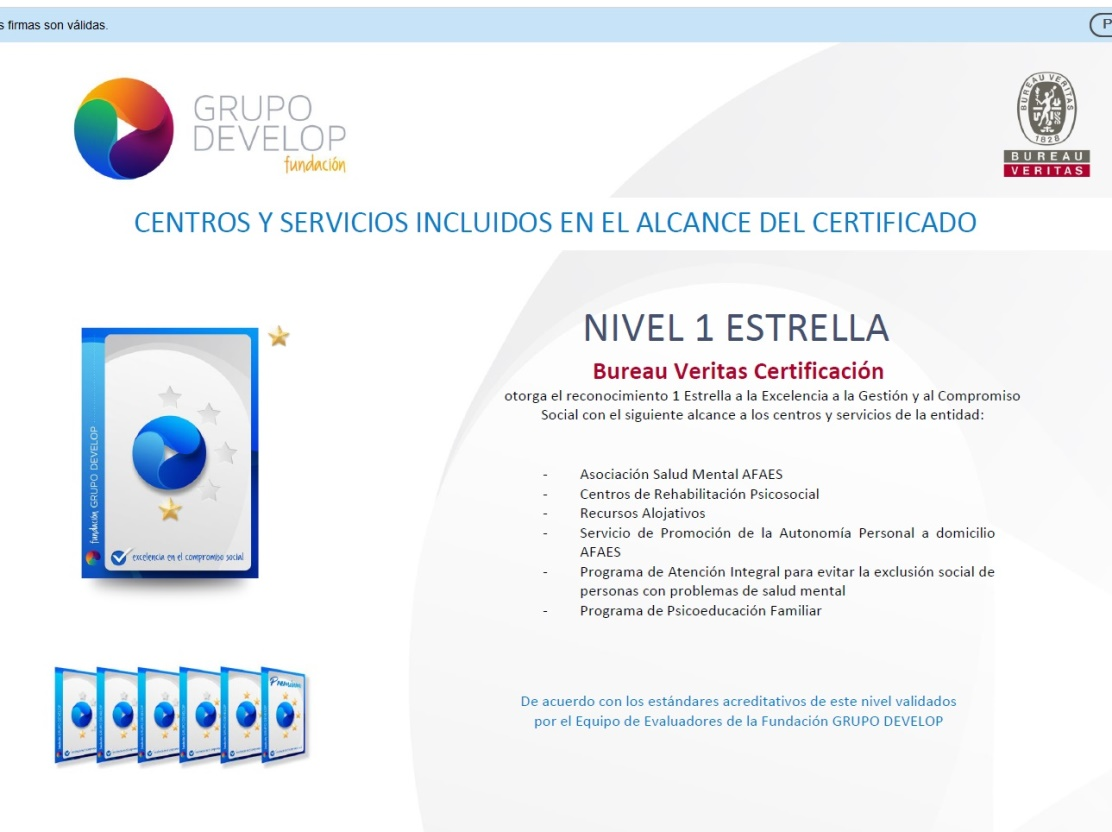 s firmas son válidas.
P
GRUPO
DEVELOP
fundación
BUREAU VERITAS
1828
BUREAU
VERITAS
CENTROS Y SERVICIOS INCLUIDOS EN EL ALCANCE DEL CERTIFICADO
NIVEL 1 ESTRELLA
Bureau Veritas Certificación
otorga el reconocimiento 1 Estrella a la Excelencia a la Gestión y al Compromiso
Social con el siguiente alcance a los centros y servicios de la entidad:
- Asociación Salud Mental AFAES
- Centros de Rehabilitación Psicosocial
- Recursos Alojativos
- Servicio de Promoción de la Autonomía Personal a domicilio
AFAES
- Programa de Atención Integral para evitar la exclusión social de
personas con problemas de salud mental
- Programa de Psicoeducación Familiar
fundación GRUPO DEVELOP
excelencia en el compromiso social
Premium
De acuerdo con los estándares acreditativos de este nivel validados
por el Equipo de Evaluadores de la Fundación GRUPO DEVELOP